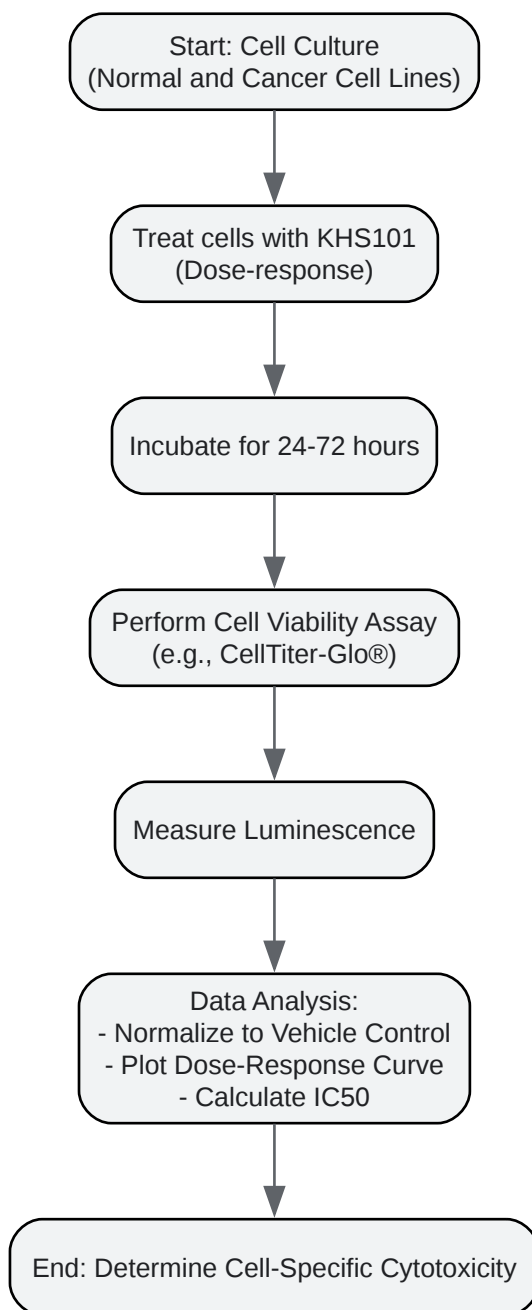 Start: Cell Culture
(Normal and Cancer Cell Lines)
Treat cells with KHS101
(Dose-response)
Incubate for 24-72 hours
Perform Cell Viability Assay
(e.g., CellTiter-Glo®)
Measure Luminescence
Data Analysis:
- Normalize to Vehicle Control
- Plot Dose-Response Curve
- Calculate IC50
End: Determine Cell-Specific Cytotoxicity